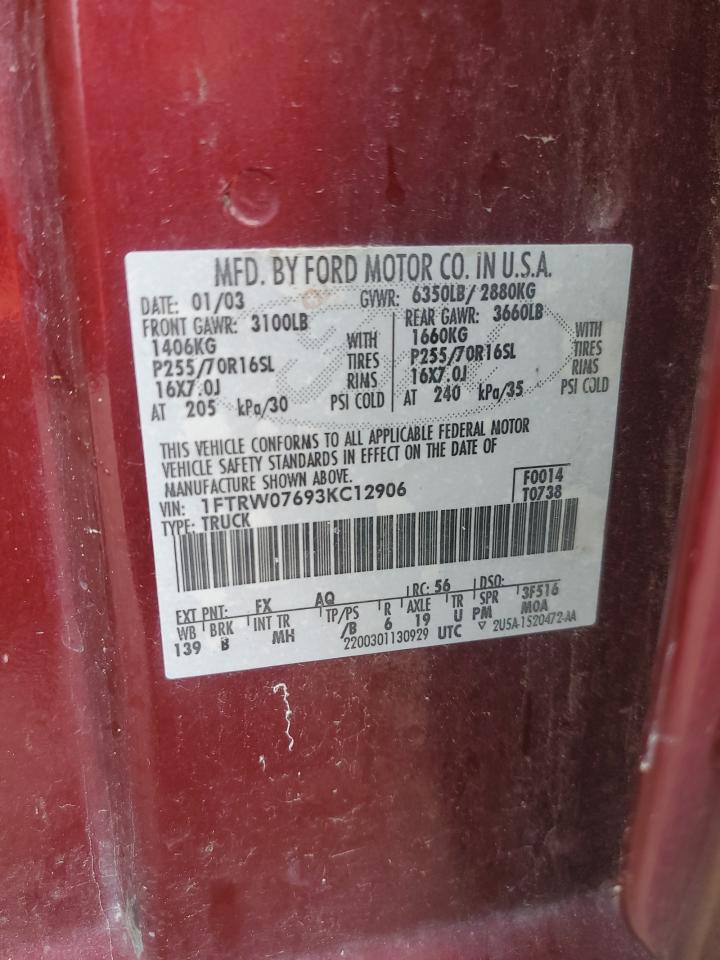 MFD. BY FORD MOTOR CO. IN U.S.A.
DATE: 01/03 GVWR: 6350LB/ 2880KG
FRONT GAWR: 3100LB REAR GAWR: 3660LB
1406KG WITH 1660KG WITH
P255/70R16SL TIRES P255/70R16SL TIRES
16X7.0J RIMS 16X7.0J RIMS
AT 205 kPa/30 PSI COLD AT 240 kPa/35 PSI COLD
THIS VEHICLE CONFORMS TO ALL APPLICABLE FEDERAL MOTOR
VEHICLE SAFETY STANDARDS IN EFFECT ON THE DATE OF
MANUFACTURE SHOWN ABOVE.
VIN: 1FTRW07693KC12906 F0014
TYPE: TRUCK T0738
EXT PNT: FX AQ RC: 56 DSO:
WB BRK INT TR TP/PS R AXLE TR SPR 3F516
139 B MH /B 6 19 U PM MOA
2200301130929 UTC ▽ 2U5A-1520472-AA